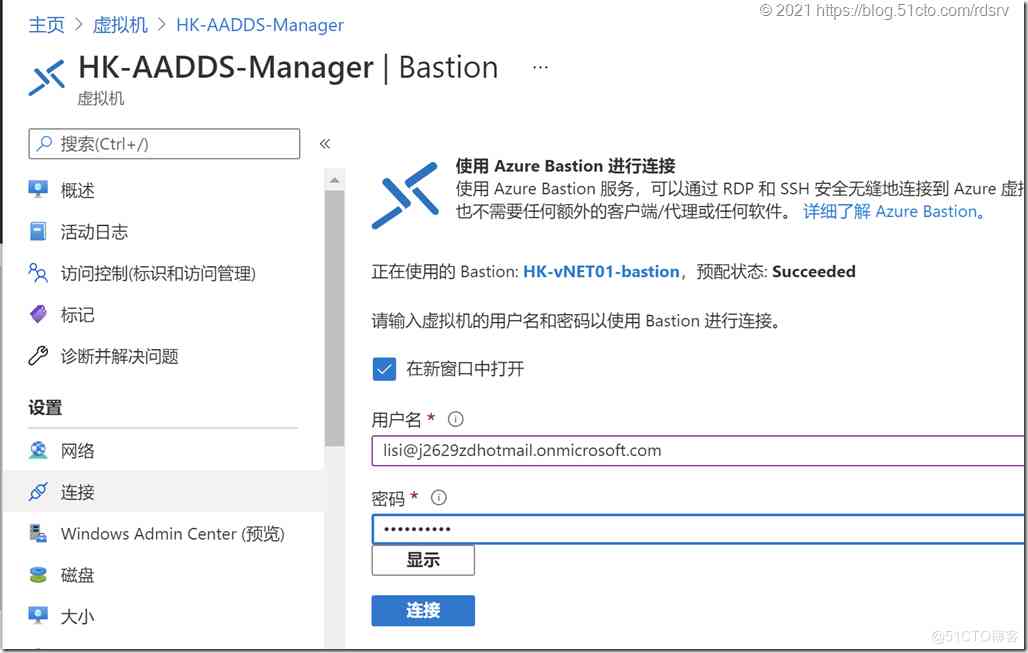 © 2021 https://blog.51cto.com/rdsrv
主页 > 虚拟机 > HK-AADDS-Manager
HK-AADDS-Manager | Bastion ...
虚拟机
搜索(Ctrl+/)
«
概述
活动日志
访问控制(标识和访问管理)
标记
诊断并解决问题
设置
网络
连接
Windows Admin Center (预览)
磁盘
大小
使用 Azure Bastion 进行连接
使用 Azure Bastion 服务，可以通过 RDP 和 SSH 安全无缝地连接到 Azure 虚
也不需要任何额外的客户端/代理或任何软件。 详细了解 Azure Bastion。
正在使用的 Bastion: HK-vNET01-bastion，预配状态: Succeeded
请输入虚拟机的用户名和密码以使用 Bastion 进行连接。
在新窗口中打开
用户名 *
lisi@j2629zdhotmail.onmicrosoft.com
密码 *
••••••••••
显示
连接
@51CTO博客